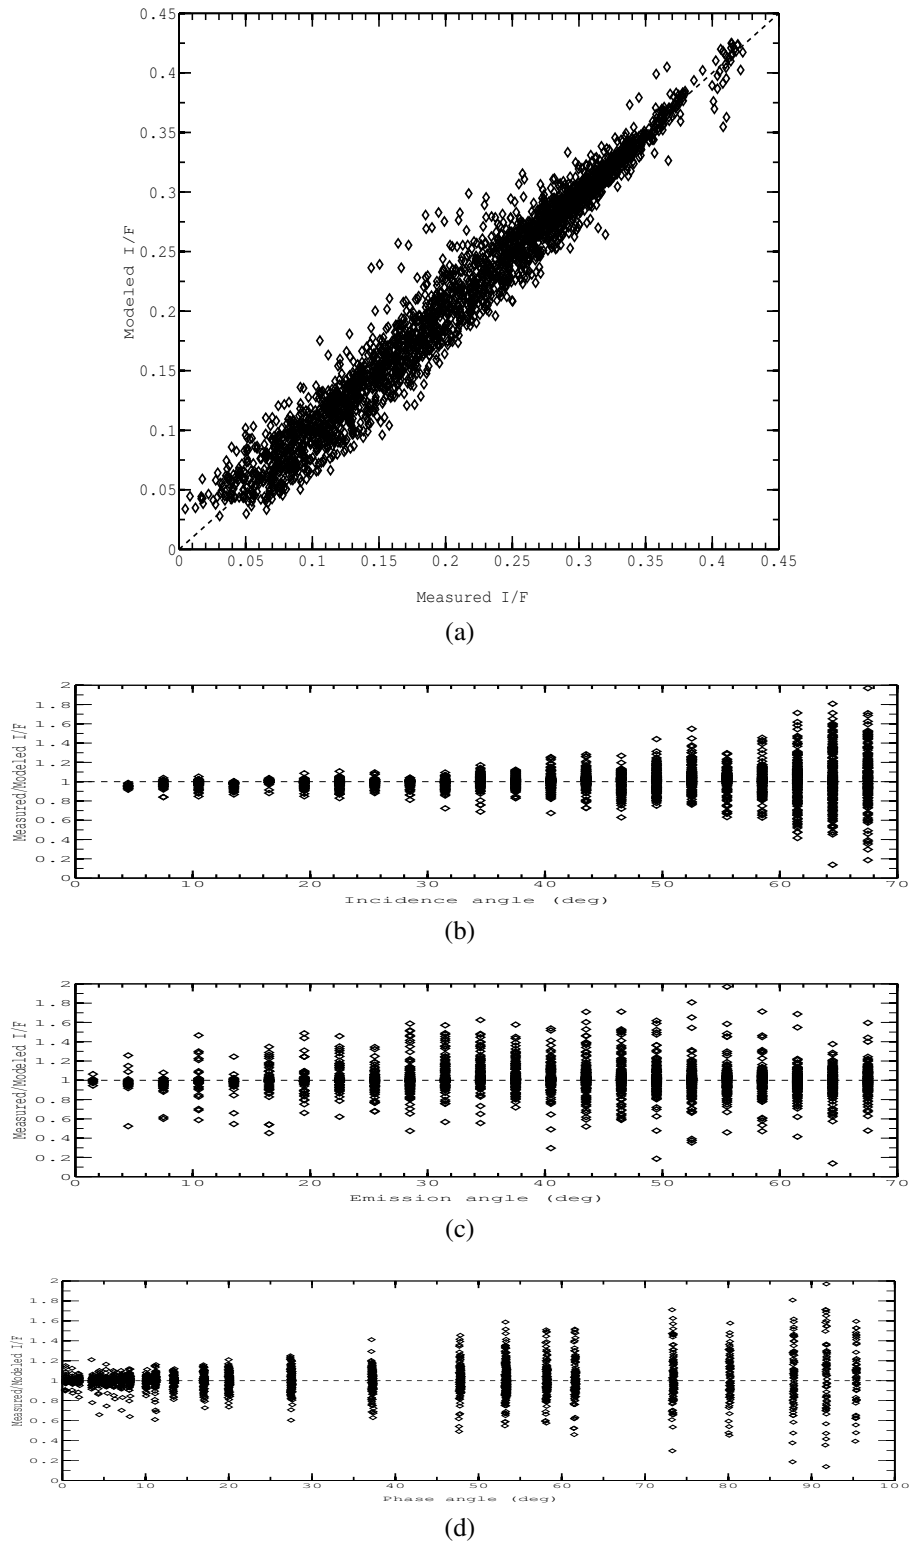 0.45
0.4
0.35
0.3
0.25
0.2
0.15
0.1
0.05
0
Modeled I/F
0 0.05 0.1 0.15 0.2 0.25 0.3 0.35 0.4 0.45
Measured I/F
(a)
2
1.8
1.6
1.4
1.2
1
0.8
0.6
0.4
0.2
0
Measured/Modeled I/F
0 10 20 30 40 50 60 70
Incidence angle (deg)
(b)
2
1.8
1.6
1.4
1.2
1
0.8
0.6
0.4
0.2
0
Measured/Modeled I/F
0 10 20 30 40 50 60 70
Emission angle (deg)
(c)
2
1.8
1.6
1.4
1.2
1
0.8
0.6
0.4
0.2
0
Measured/Modeled I/F
0 10 20 30 40 50 60 70 80 90 100
Phase angle (deg)
(d)